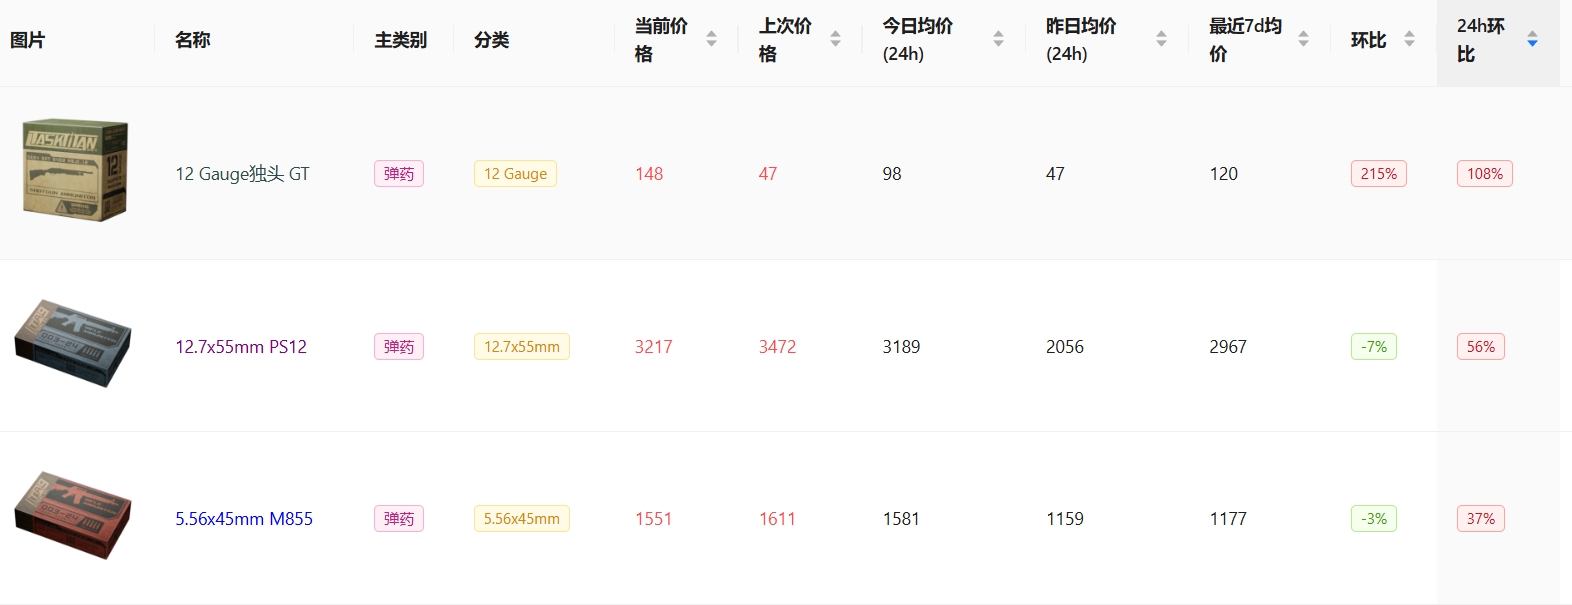 图片
名称
主类别
分类
当前价
格
上次价
格
今日均价
(24h)
昨日均价
(24h)
最近7d均
价
环比
24h环
比
12
12 Gauge独头 GT
弹药
12 Gauge
148
47
98
47
120
215%
108%
12.7x55mm PS12
弹药
12.7x55mm
3217
3472
3189
2056
2967
-7%
56%
5.56x45mm M855
弹药
5.56x45mm
1551
1611
1581
1159
1177
-3%
37%